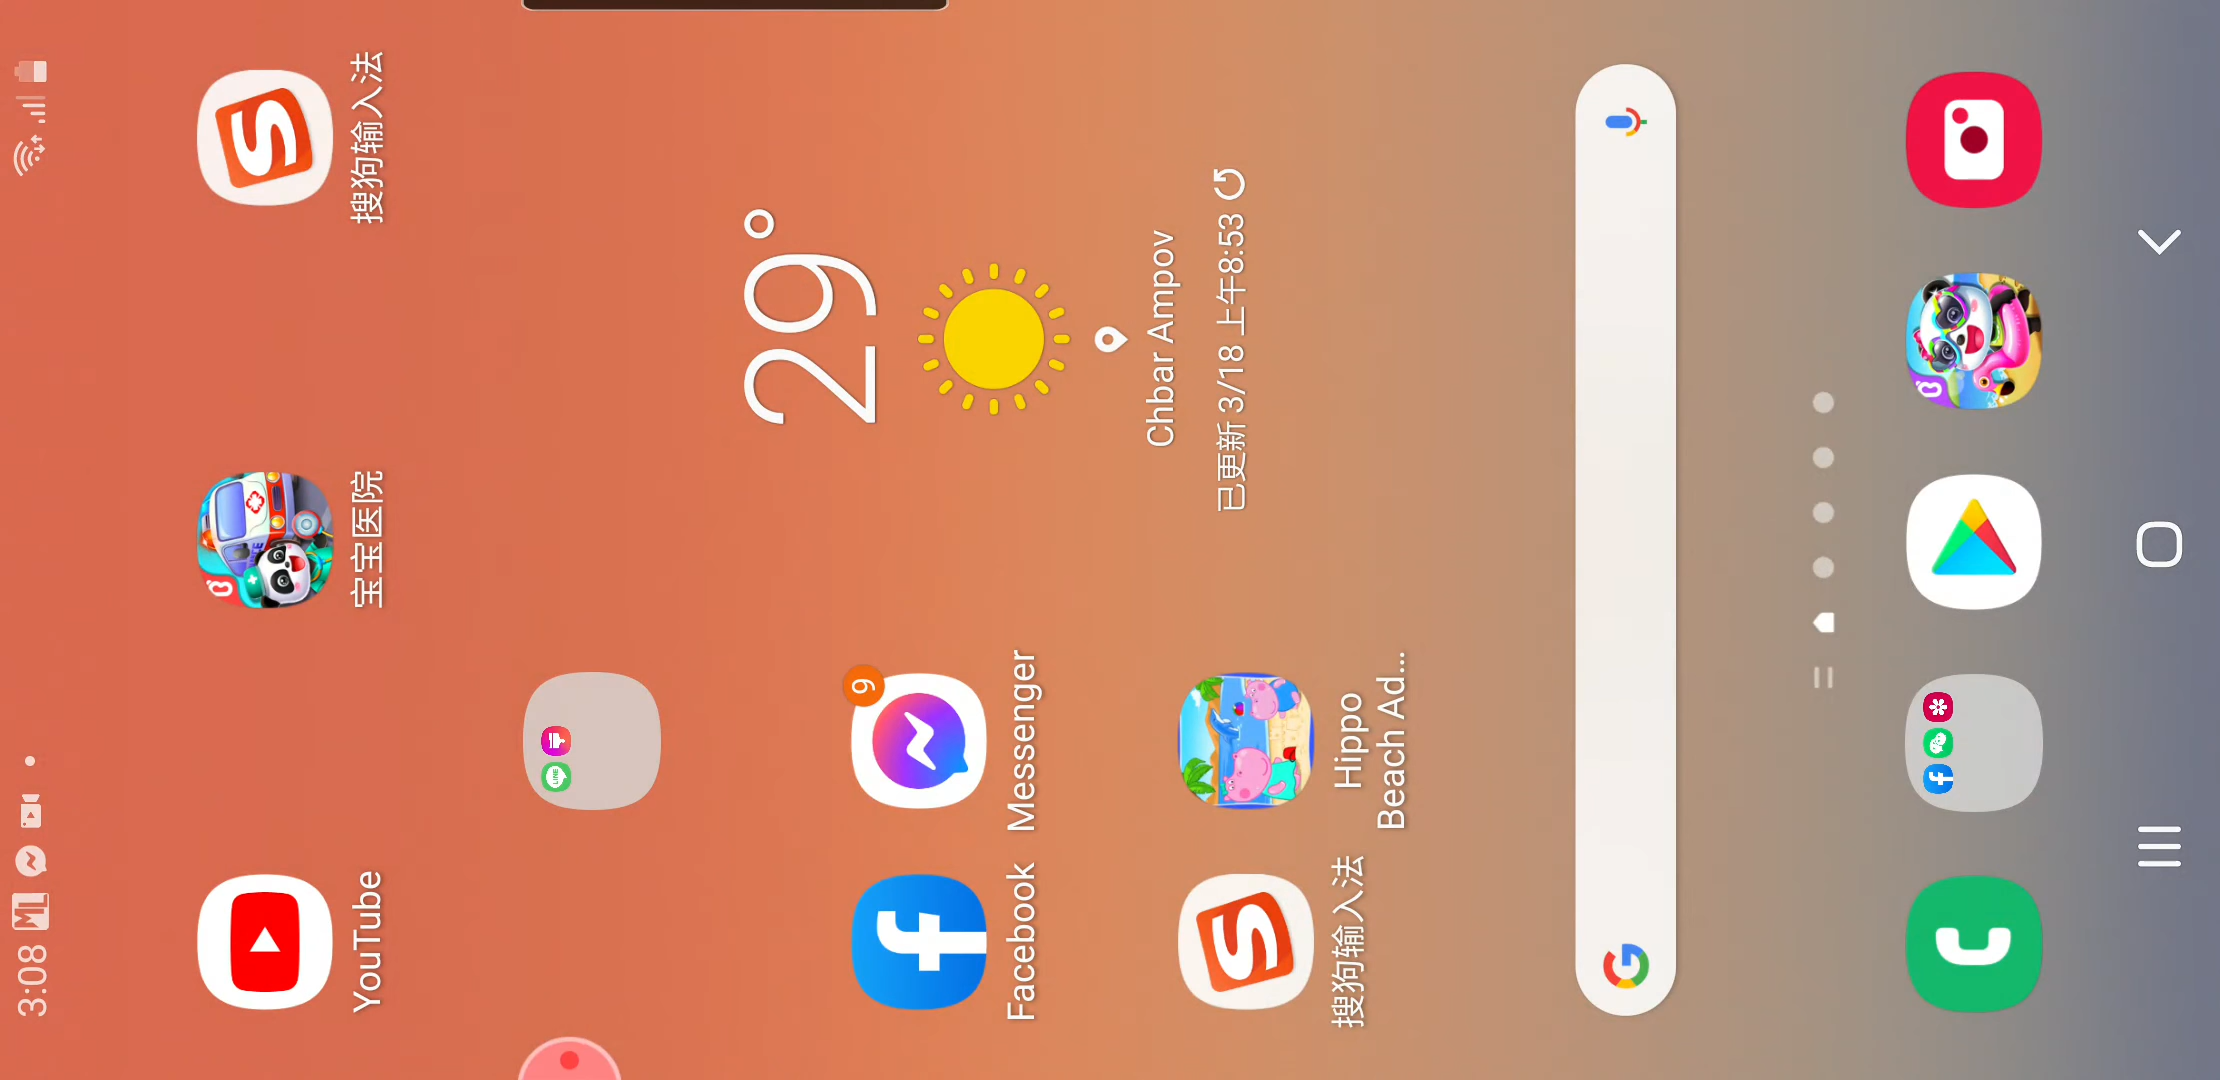 3:08
YouTube
宝宝医院
搜狗输入法
LINE
Facebook
Messenger
9
29°
Chbar Ampov
已更新 3/18 上午8:53
搜狗输入法
Hippo
Beach Ad...